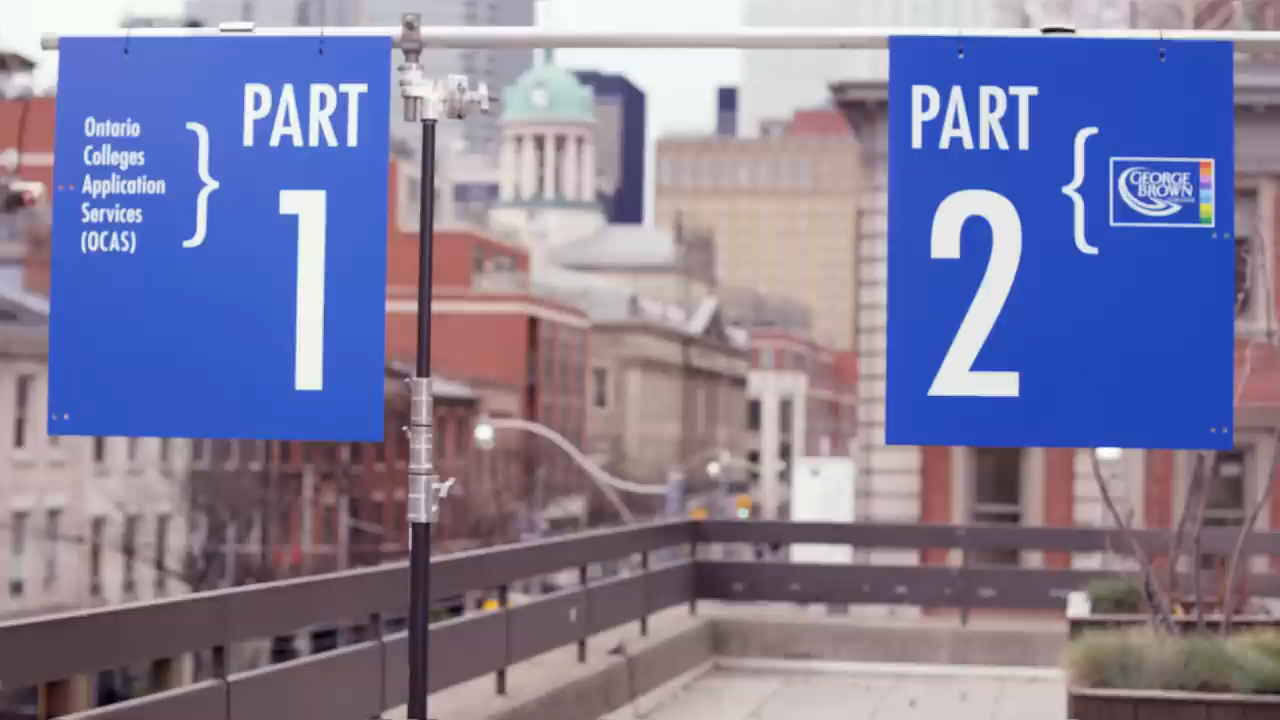 Ontario
Colleges
Application
Services
(OCAS)
PART
1
PART
2
GEORGE
BROWN